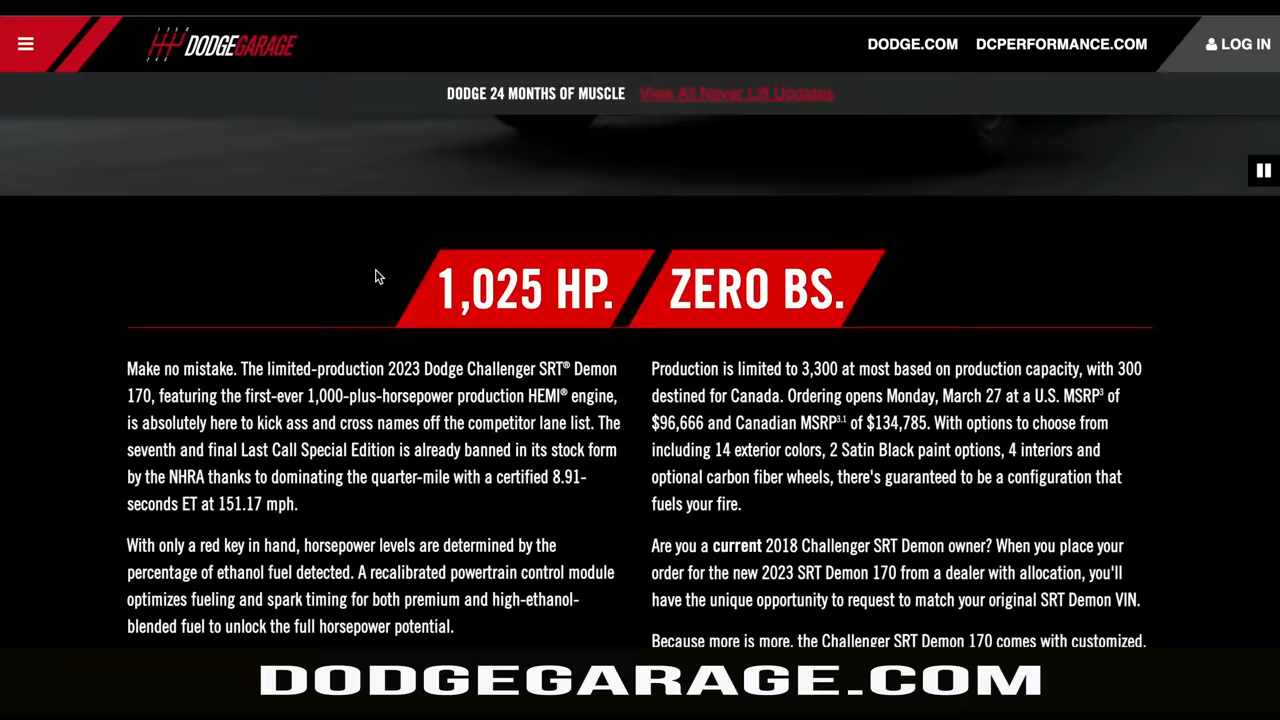 1320
DODGEGARAGE
DODGE.COM DCPERFORMANCE.COM LOG IN
DODGE 24 MONTHS OF MUSCLE View All Never Lift Updates
1,025 HP. ZERO BS.
Make no mistake. The limited-production 2023 Dodge Challenger SRT® Demon
170, featuring the first-ever 1,000-plus-horsepower production HEMI® engine,
is absolutely here to kick ass and cross names off the competitor lane list. The
seventh and final Last Call Special Edition is already banned in its stock form
by the NHRA thanks to dominating the quarter-mile with a certified 8.91-
seconds ET at 151.17 mph.
With only a red key in hand, horsepower levels are determined by the
percentage of ethanol fuel detected. A recalibrated powertrain control module
optimizes fueling and spark timing for both premium and high-ethanol-
blended fuel to unlock the full horsepower potential.
Production is limited to 3,300 at most based on production capacity, with 300
destined for Canada. Ordering opens Monday, March 27 at a U.S. MSRP³ of
$96,666 and Canadian MSRP³·¹ of $134,785. With options to choose from
including 14 exterior colors, 2 Satin Black paint options, 4 interiors and
optional carbon fiber wheels, there's guaranteed to be a configuration that
fuels your fire.
Are you a current 2018 Challenger SRT Demon owner? When you place your
order for the new 2023 SRT Demon 170 from a dealer with allocation, you'll
have the unique opportunity to request to match your original SRT Demon VIN.
Because more is more, the Challenger SRT Demon 170 comes with customized,
DODGEGARAGE.COM